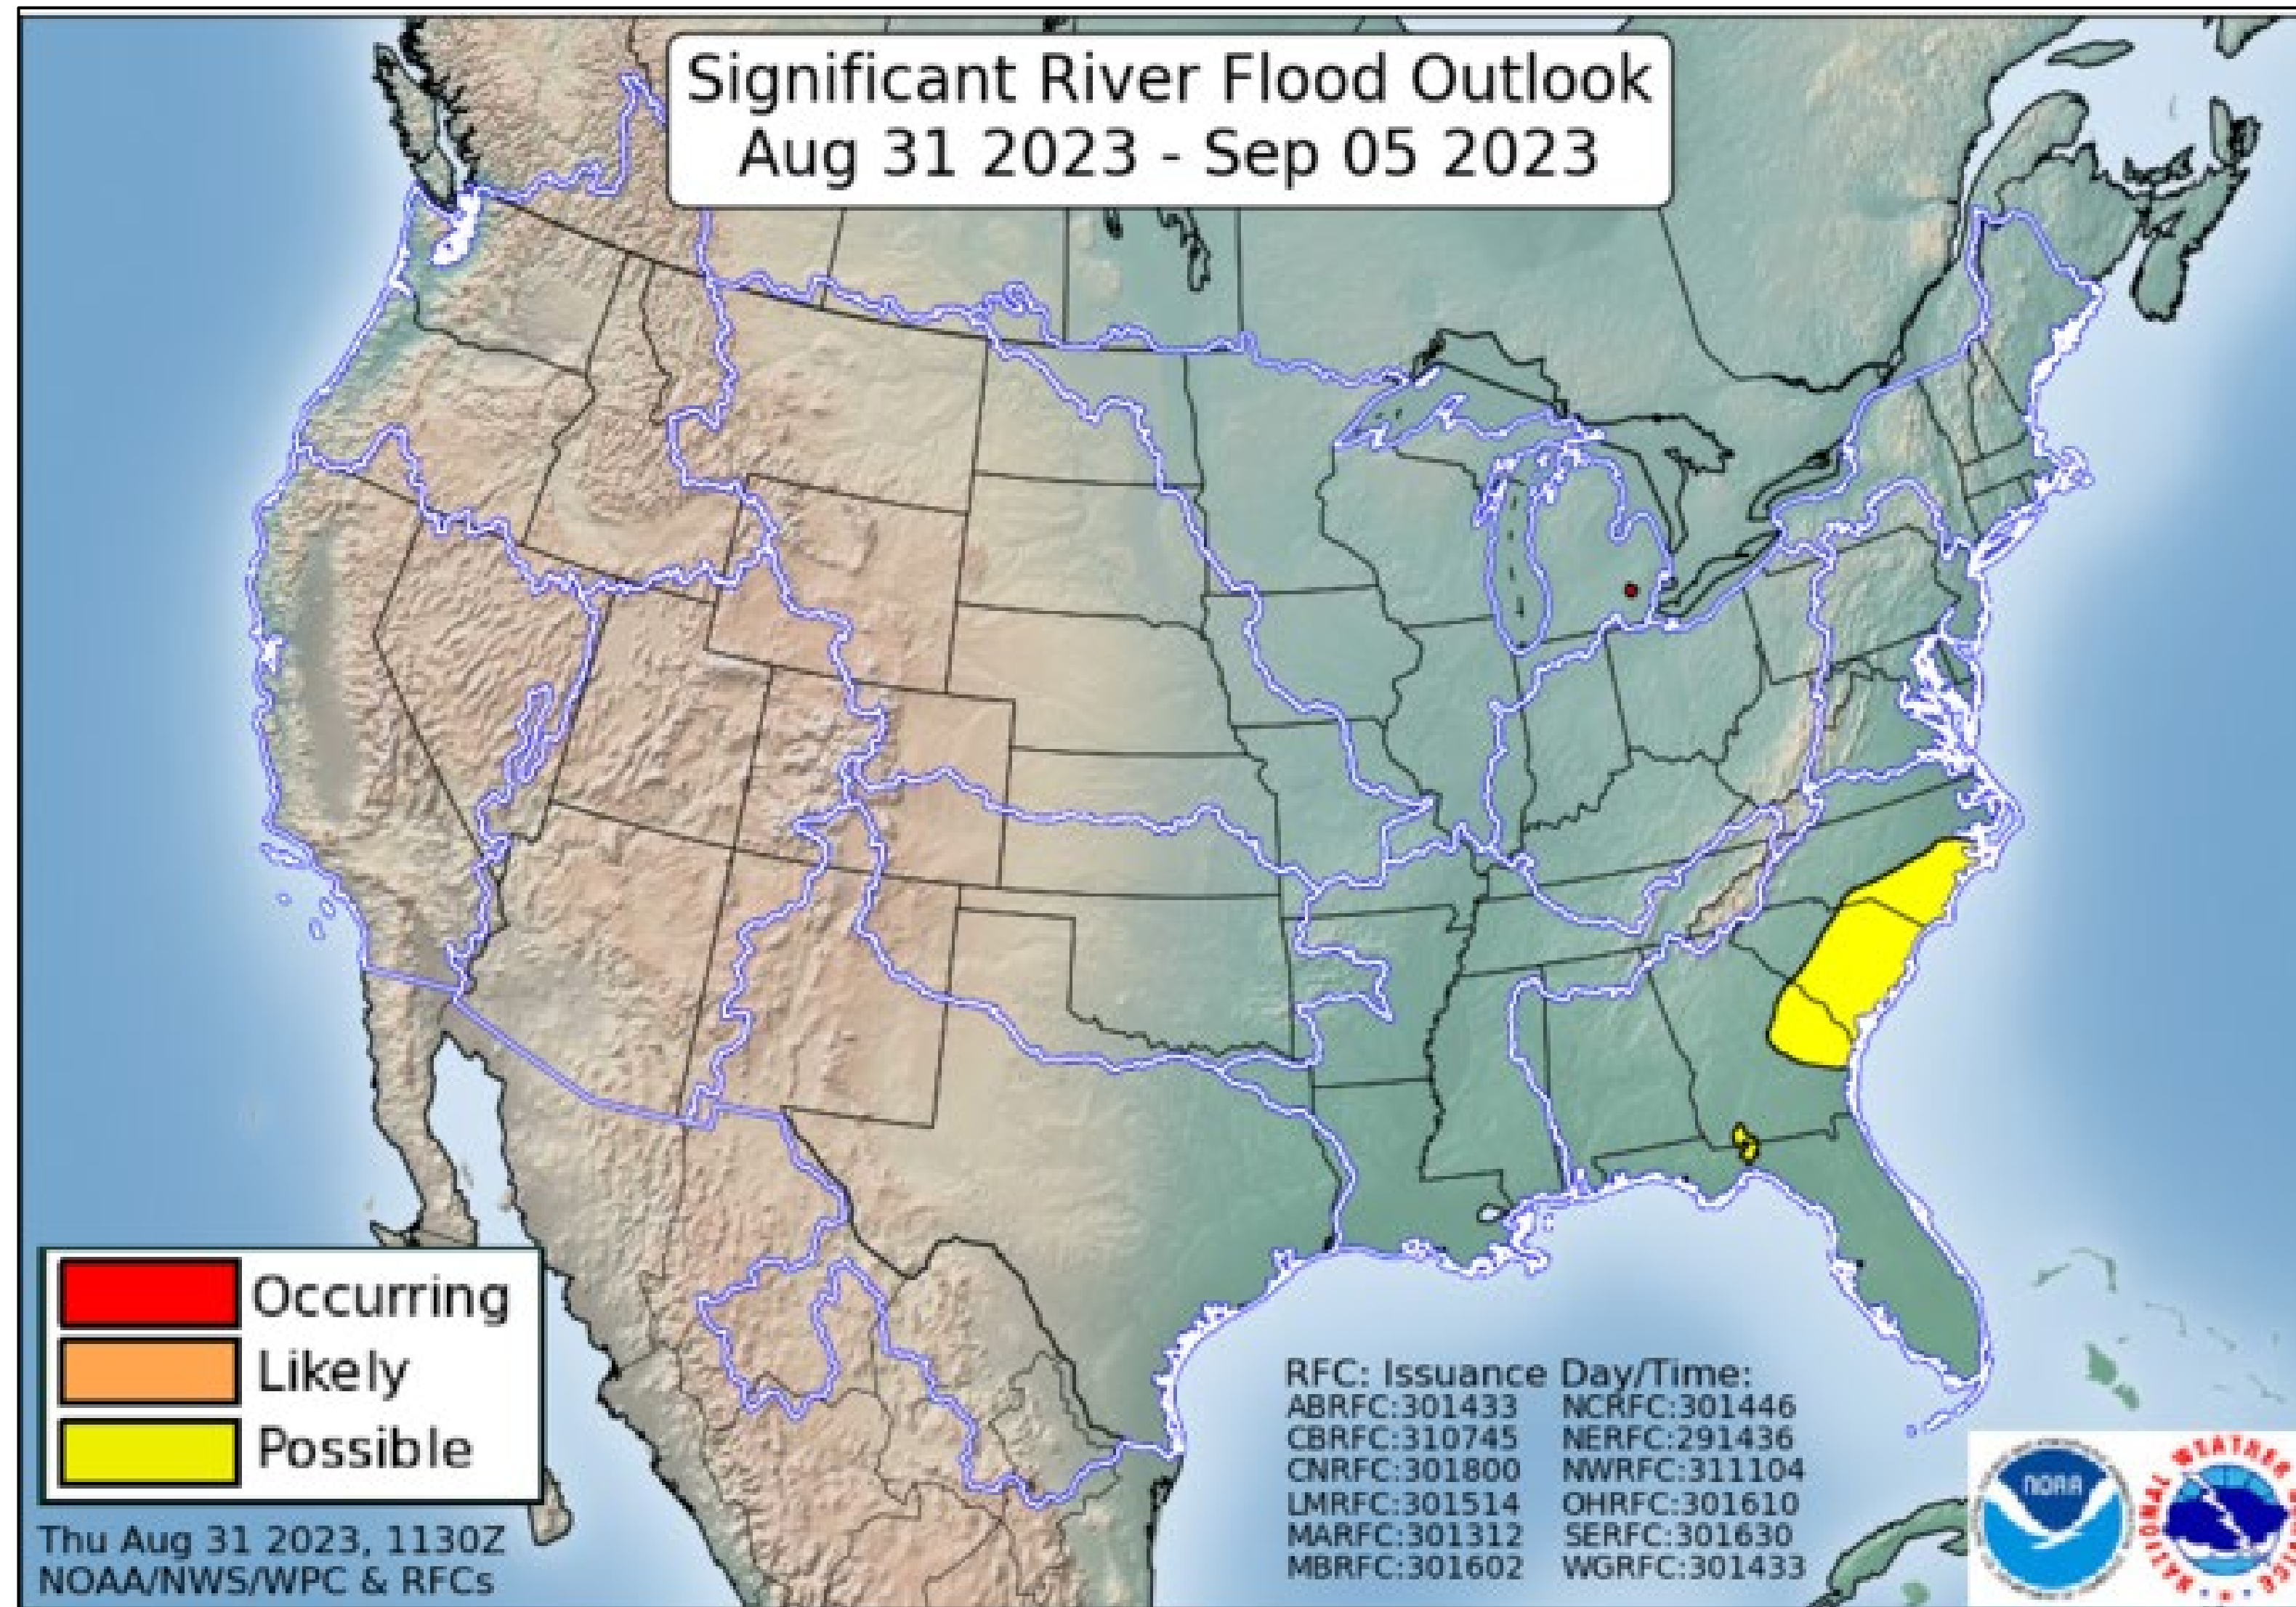 Significant River Flood Outlook
Aug 31 2023 - Sep 05 2023
Occurring
Likely
Possible
Thu Aug 31 2023, 1130Z
NOAA/NWS/WPC & RFCs
RFC: Issuance Day/Time:
ABRFC:301433 NCRFC:301446
CBRFC:310745 NERFC:291436
CNRFC:301800 NWRFC:311104
LMRFC:301514 OHRFC:301610
MARFC:301312 SERFC:301630
MBRFC:301602 WGRFC:301433
NOAA
NATIONAL WEATHER